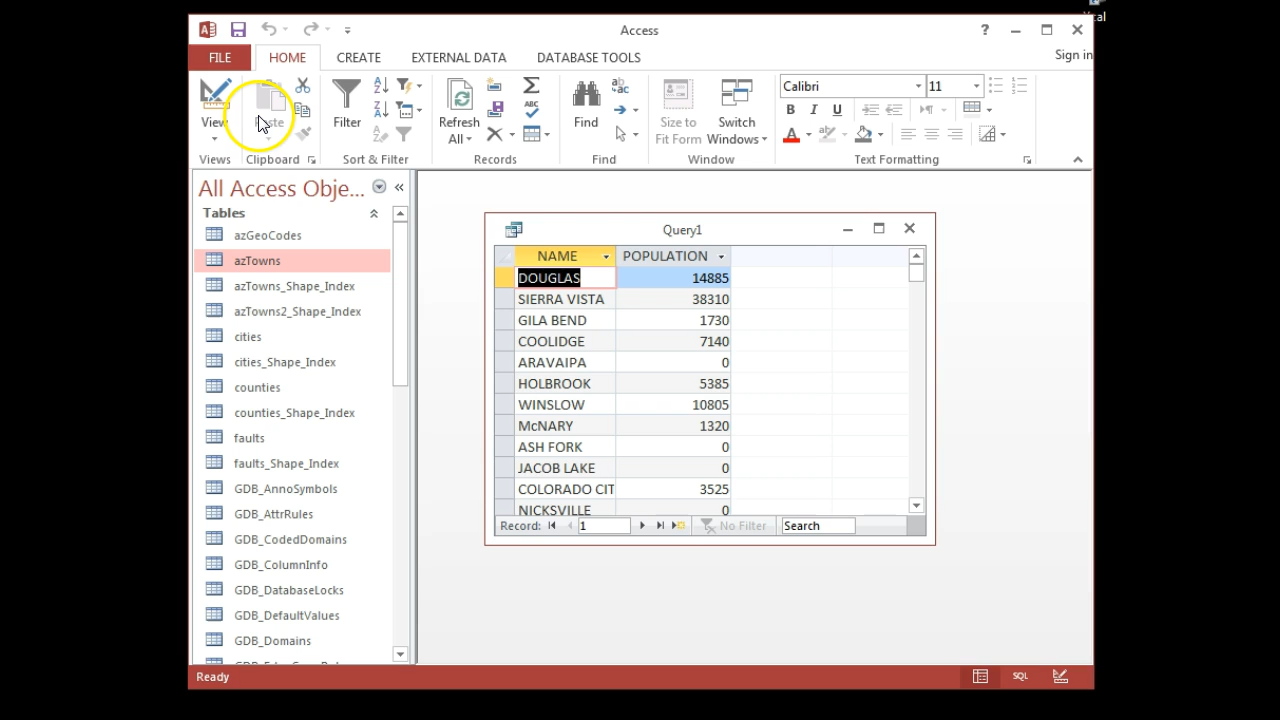 Access
Xcal
FILE HOME CREATE EXTERNAL DATA DATABASE TOOLS Sign in
View
Filter
Refresh All
Find
Size to Fit Form
Switch Windows
Calibri 11
Views Clipboard Sort & Filter Records Find Window Text Formatting
All Access Obje...
Tables
azGeoCodes
azTowns
azTowns_Shape_Index
azTowns2_Shape_Index
cities
cities_Shape_Index
counties
counties_Shape_Index
faults
faults_Shape_Index
GDB_AnnoSymbols
GDB_AttrRules
GDB_CodedDomains
GDB_ColumnInfo
GDB_DatabaseLocks
GDB_DefaultValues
GDB_Domains
Query1
NAME POPULATION
DOUGLAS 14885
SIERRA VISTA 38310
GILA BEND 1730
COOLIDGE 7140
ARAVAIPA 0
HOLBROOK 5385
WINSLOW 10805
McNARY 1320
ASH FORK 0
JACOB LAKE 0
COLORADO CIT 3525
NICKSVILLE 0
Record: 1 No Filter Search
Ready SQL